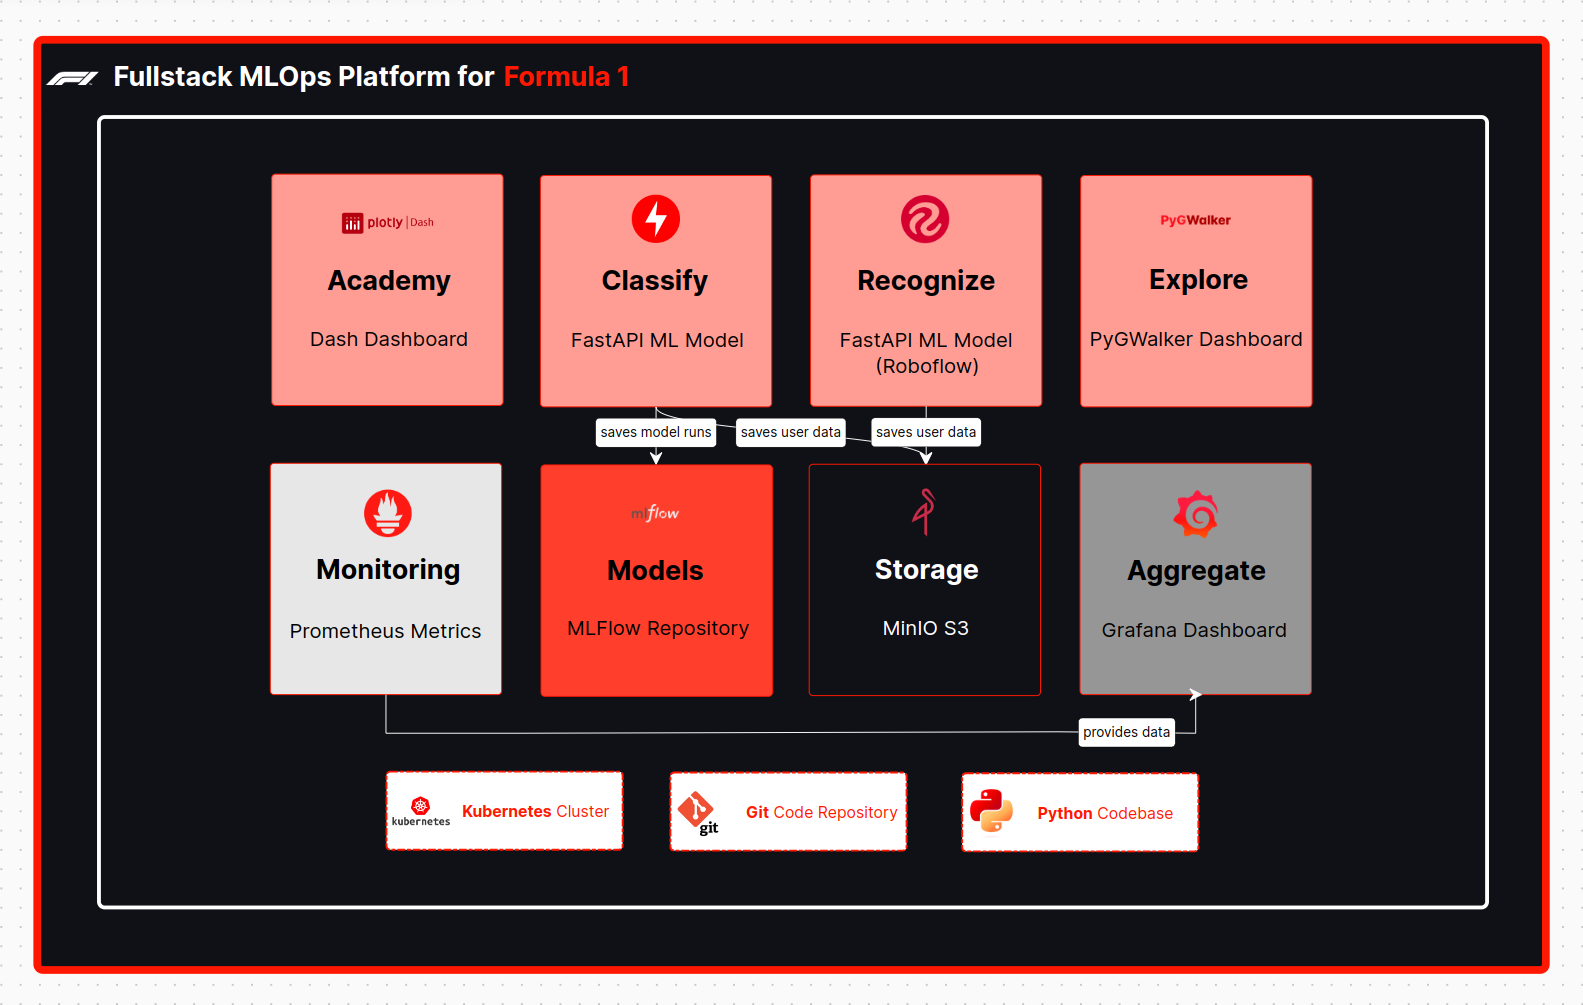 Fullstack MLOps Platform for Formula 1
plotly | Dash
Academy
Dash Dashboard
Classify
FastAPI ML Model
Recognize
FastAPI ML Model
(Roboflow)
PyGWalker
Explore
PyGWalker Dashboard
saves model runs
saves user data
saves user data
Monitoring
Prometheus Metrics
mlflow
Models
MLFlow Repository
Storage
MinIO S3
Aggregate
Grafana Dashboard
provides data
kubernetes
Kubernetes Cluster
git
Git Code Repository
Python Codebase